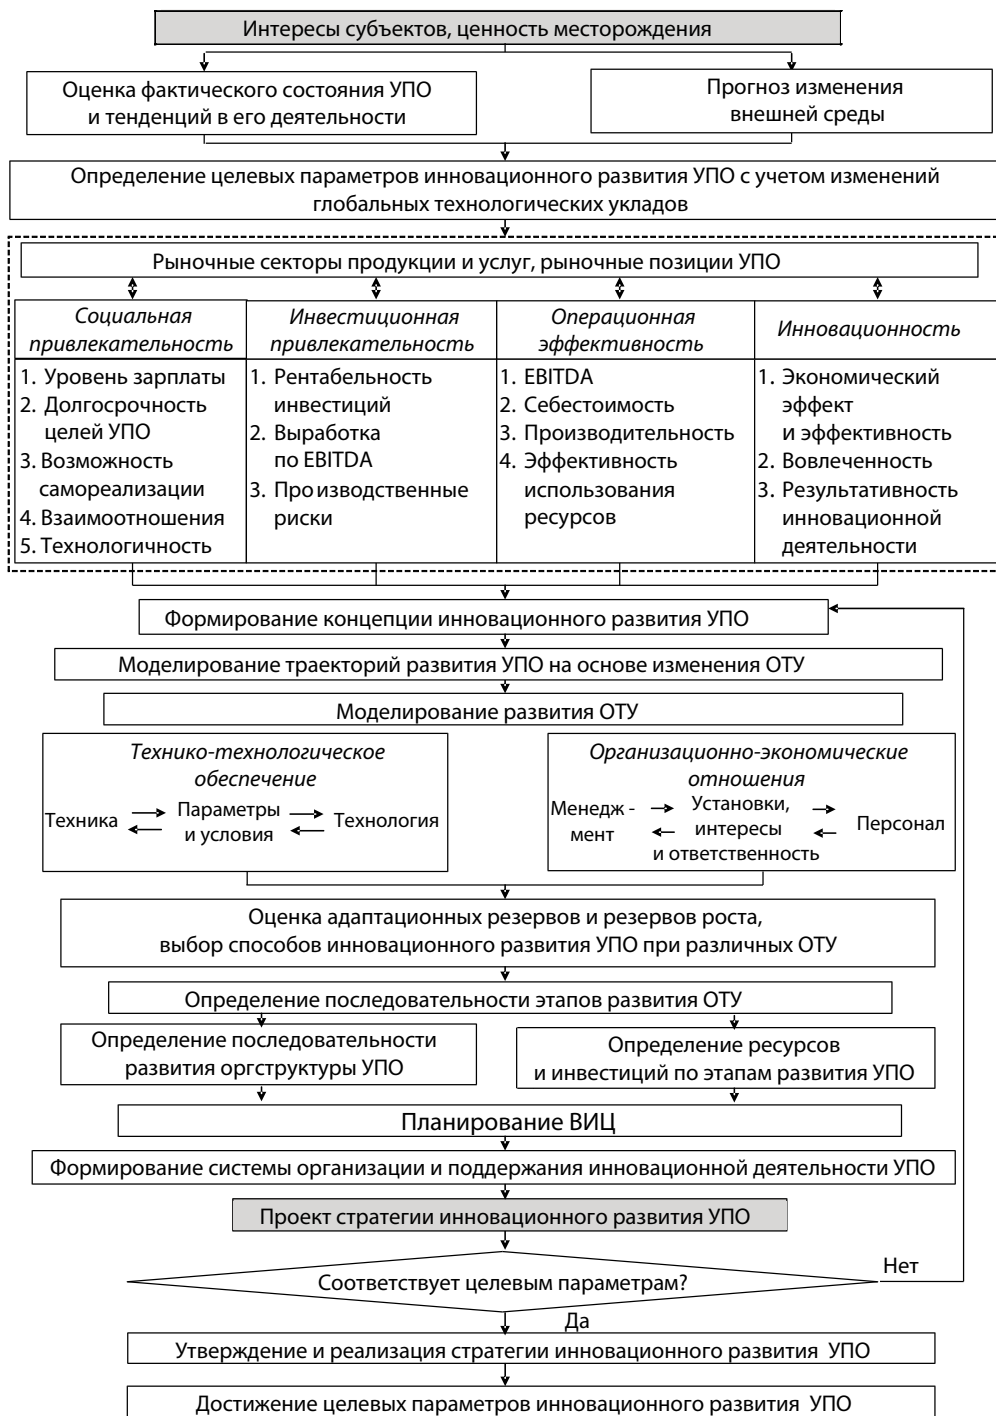 Интересы субъектов, ценность месторождения
Оценка фактического состояния УПО
и тенденций в его деятельности
Прогноз изменения
внешней среды
Определение целевых параметров инновационного развития УПО с учетом изменений
глобальных технологических укладов
Рыночные секторы продукции и услуг, рыночные позиции УПО
Социальная
привлекательность
1. Уровень зарплаты
2. Долгосрочность
целей УПО
3. Возможность
самореализации
4. Взаимоотношения
5. Технологичность
Инвестиционная
привлекательность
1. Рентабельность
инвестиций
2. Выработка
по EBITDA
3. Производственные
риски
Операционная
эффективность
1. EBITDA
2. Себестоимость
3. Производительность
4. Эффективность
использования
ресурсов
Инновационность
1. Экономический
эффект
и эффективность
2. Вовлеченность
3. Результативность
инновационной
деятельности
Формирование концепции инновационного развития УПО
Моделирование траекторий развития УПО на основе изменения ОТУ
Моделирование развития ОТУ
Технико-технологическое
обеспечение
Техника
Параметры
и условия
Технология
Организационно-экономические
отношения
Менедж -
мент
Установки,
интересы
и ответственность
Персонал
Оценка адаптационных резервов и резервов роста,
выбор способов инновационного развития УПО при различных ОТУ
Определение последовательности этапов развития ОТУ
Определение последовательности
развития оргструктуры УПО
Определение ресурсов
и инвестиций по этапам развития УПО
Планирование ВИЦ
Формирование системы организации и поддержания инновационной деятельности УПО
Проект стратегии инновационного развития УПО
Соответствует целевым параметрам?
Нет
Да
Утверждение и реализация стратегии инновационного развития УПО
Достижение целевых параметров инновационного развития УПО